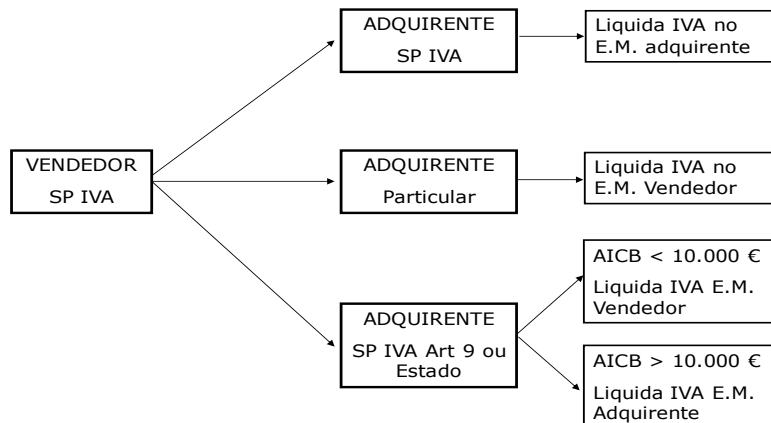 ADQUIRENTE
SP IVA
Liquida IVA no
E.M. adquirente
VENDEDOR
SP IVA
ADQUIRENTE
Particular
Liquida IVA no
E.M. Vendedor
ADQUIRENTE
SP IVA Art 9 ou
Estado
AICB < 10.000 €
Liquida IVA E.M.
Vendedor
AICB > 10.000 €
Liquida IVA E.M.
Adquirente